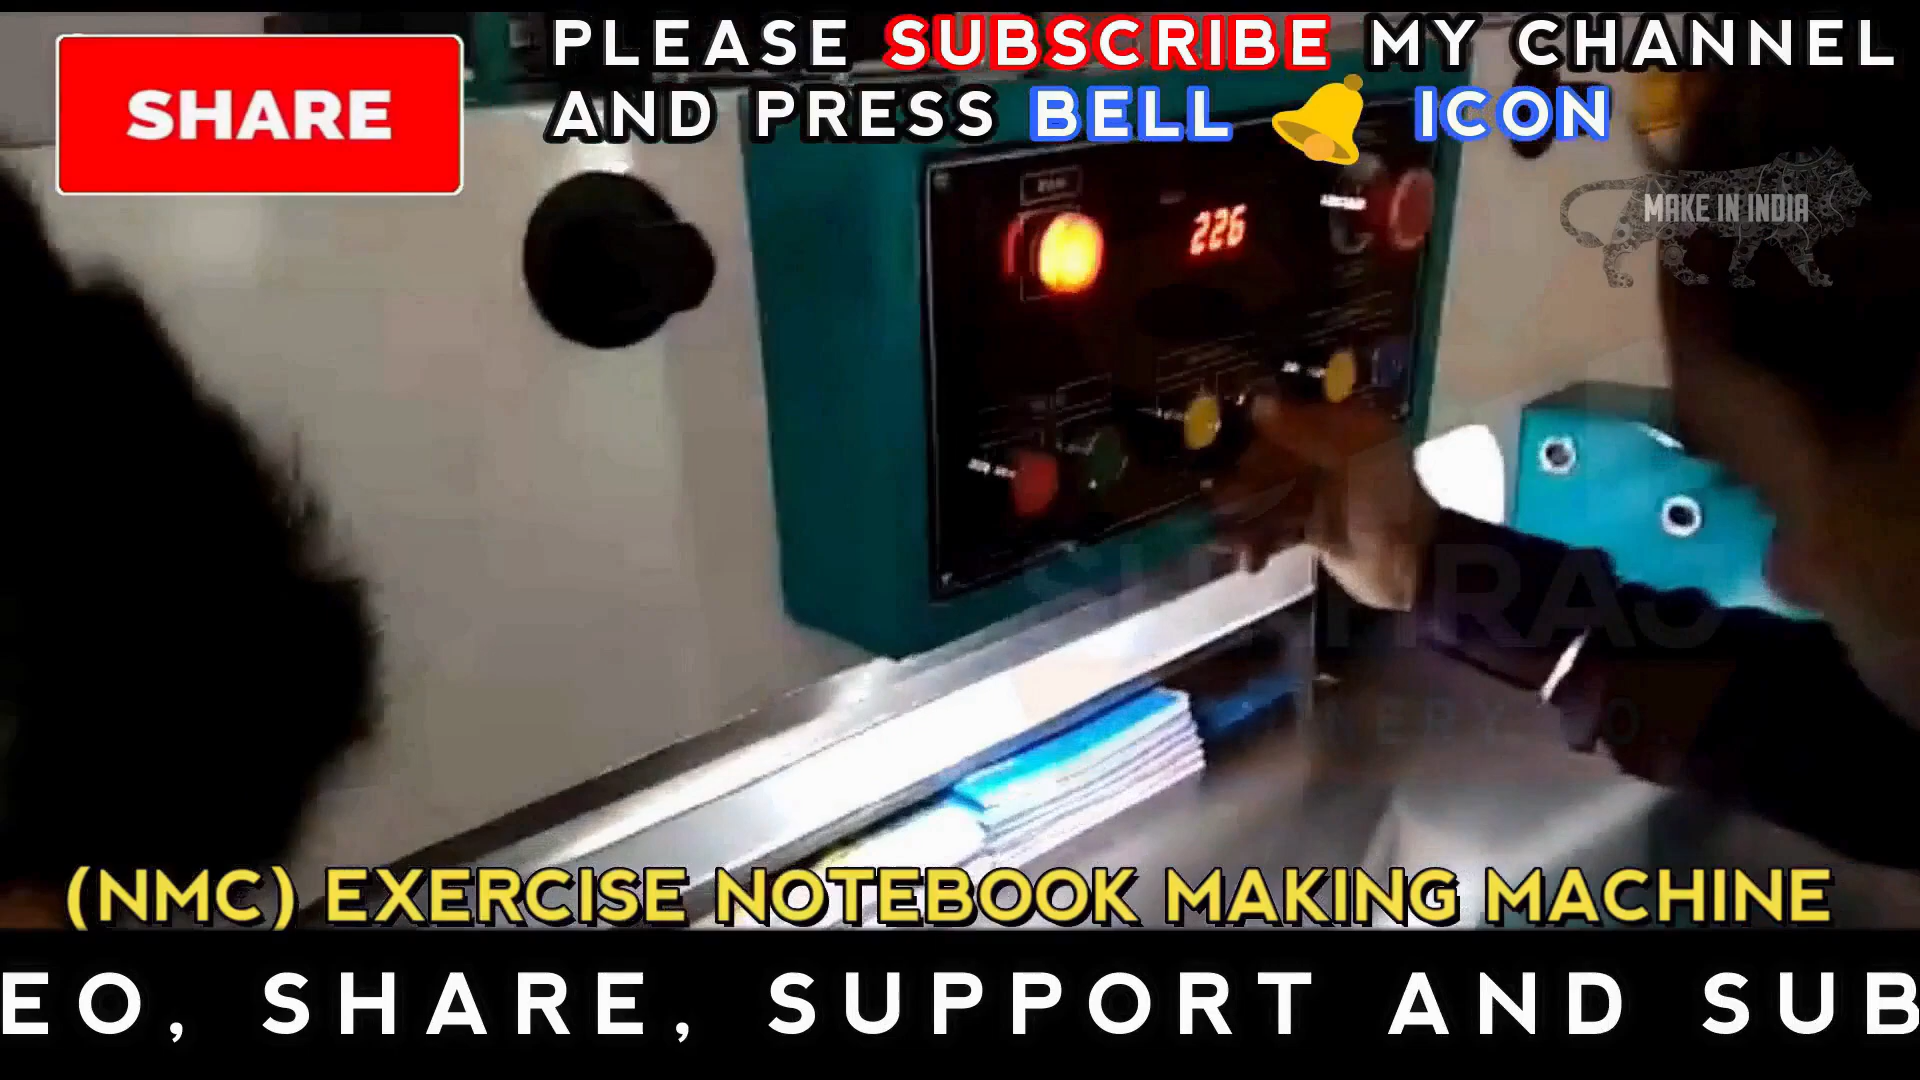 SHARE
PLEASE SUBSCRIBE MY CHANNEL
AND PRESS BELL 🔔 ICON
MAKE IN INDIA
226
(NMC) EXERCISE NOTEBOOK MAKING MACHINE
EO, SHARE, SUPPORT AND SUB